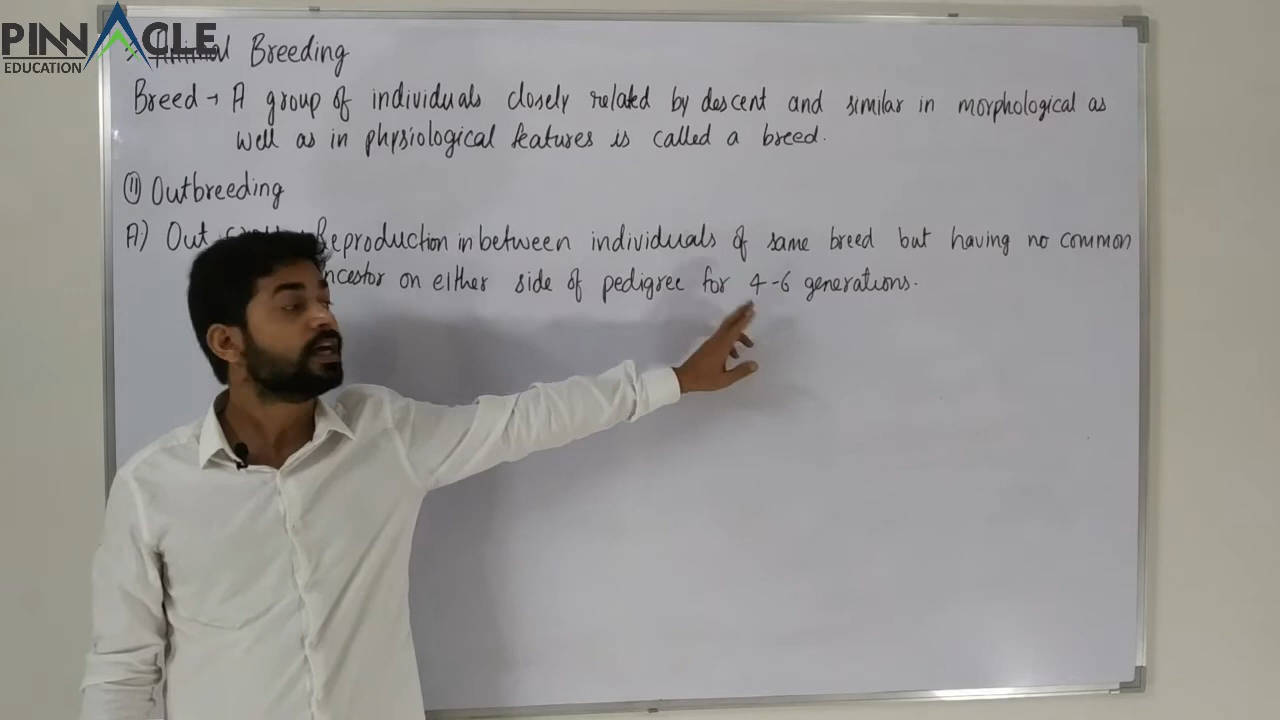 PINNACLE
EDUCATION
Animal Breeding
Breed → A group of individuals closely related by descent and similar in morphological as
well as in physiological features is called a breed.
(II) Outbreeding
A) Out Reproduction in between individuals of same breed but having no common
ancestor on either side of pedigree for 4-6 generations.